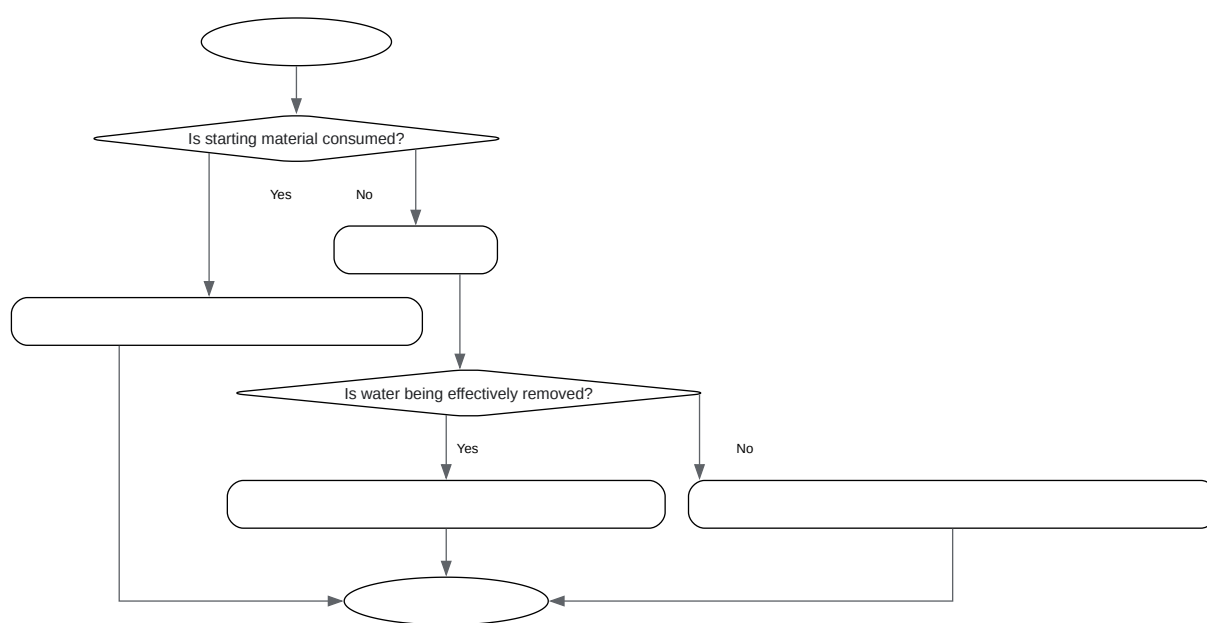 Is starting material consumed?
Yes
No
Is water being effectively removed?
Yes
No